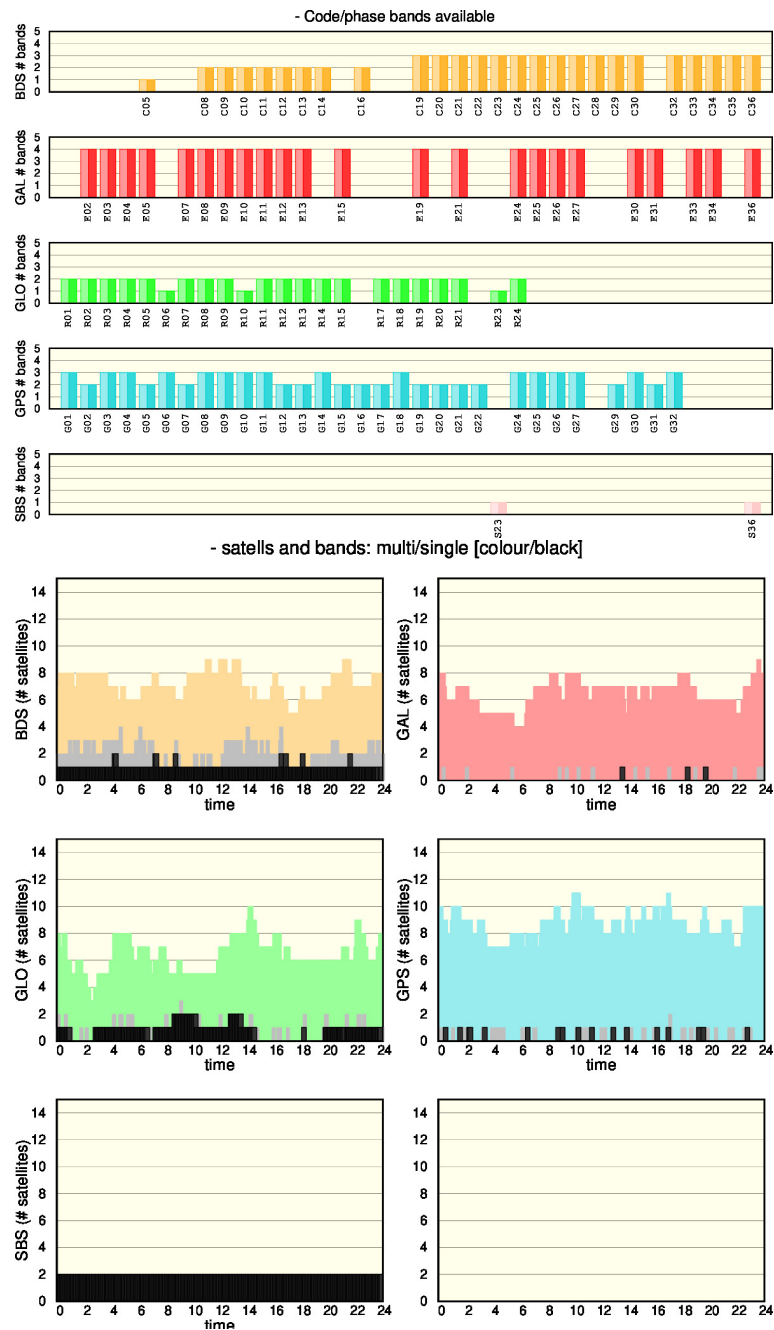 - Code/phase bands available
BDS # bands
5
4
3
2
1
0
C05 C08 C09 C10 C11 C12 C13 C14 C16 C19 C20 C21 C22 C23 C24 C25 C26 C27 C28 C29 C30 C32 C33 C34 C35 C36
GAL # bands
5
4
3
2
1
0
E02 E03 E04 E05 E07 E08 E09 E10 E11 E12 E13 E15 E19 E21 E24 E25 E26 E27 E30 E31 E33 E34 E36
GLO # bands
5
4
3
2
1
0
R01 R02 R03 R04 R05 R06 R07 R08 R09 R10 R11 R12 R13 R14 R15 R17 R18 R19 R20 R21 R23 R24
GPS # bands
5
4
3
2
1
0
G01 G02 G03 G04 G05 G06 G07 G08 G09 G10 G11 G12 G13 G14 G15 G16 G17 G18 G19 G20 G21 G22 G24 G25 G26 G27 G29 G30 G31 G32
SBS # bands
5
4
3
2
1
0
S23 S36
- satells and bands: multi/single [colour/black]
BDS (# satellites)
14
12
10
8
6
4
2
0
0 2 4 6 8 10 12 14 16 18 20 22 24
time
GAL (# satellites)
14
12
10
8
6
4
2
0
0 2 4 6 8 10 12 14 16 18 20 22 24
time
GLO (# satellites)
14
12
10
8
6
4
2
0
0 2 4 6 8 10 12 14 16 18 20 22 24
time
GPS (# satellites)
14
12
10
8
6
4
2
0
0 2 4 6 8 10 12 14 16 18 20 22 24
time
SBS (# satellites)
14
12
10
8
6
4
2
0
0 2 4 6 8 10 12 14 16 18 20 22 24
time
14
12
10
8
6
4
2
0
0 2 4 6 8 10 12 14 16 18 20 22 24